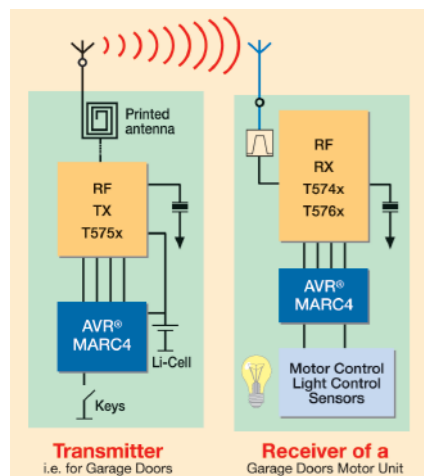 Printed
antenna
RF
TX
T575x
AVR®
MARC4
Li-Cell
Keys
Transmitter
i.e. for Garage Doors
RF
RX
T574x
T576x
AVR®
MARC4
Motor Control
Light Control
Sensors
Receiver of a
Garage Doors Motor Unit